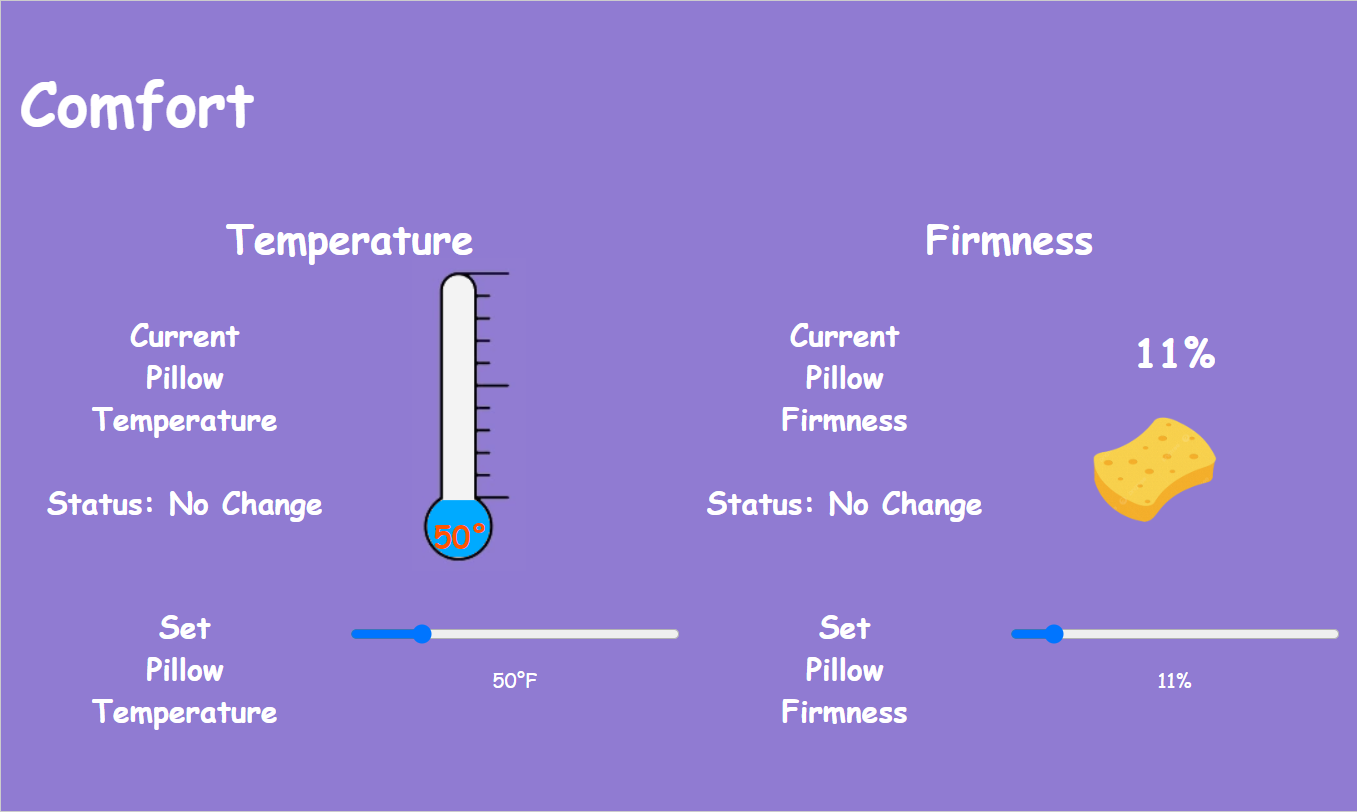 Comfort
Temperature
Current
Pillow
Temperature
Status: No Change
50°
Set
Pillow
Temperature
50°F
Firmness
Current
Pillow
Firmness
Status: No Change
11%
Set
Pillow
Firmness
11%